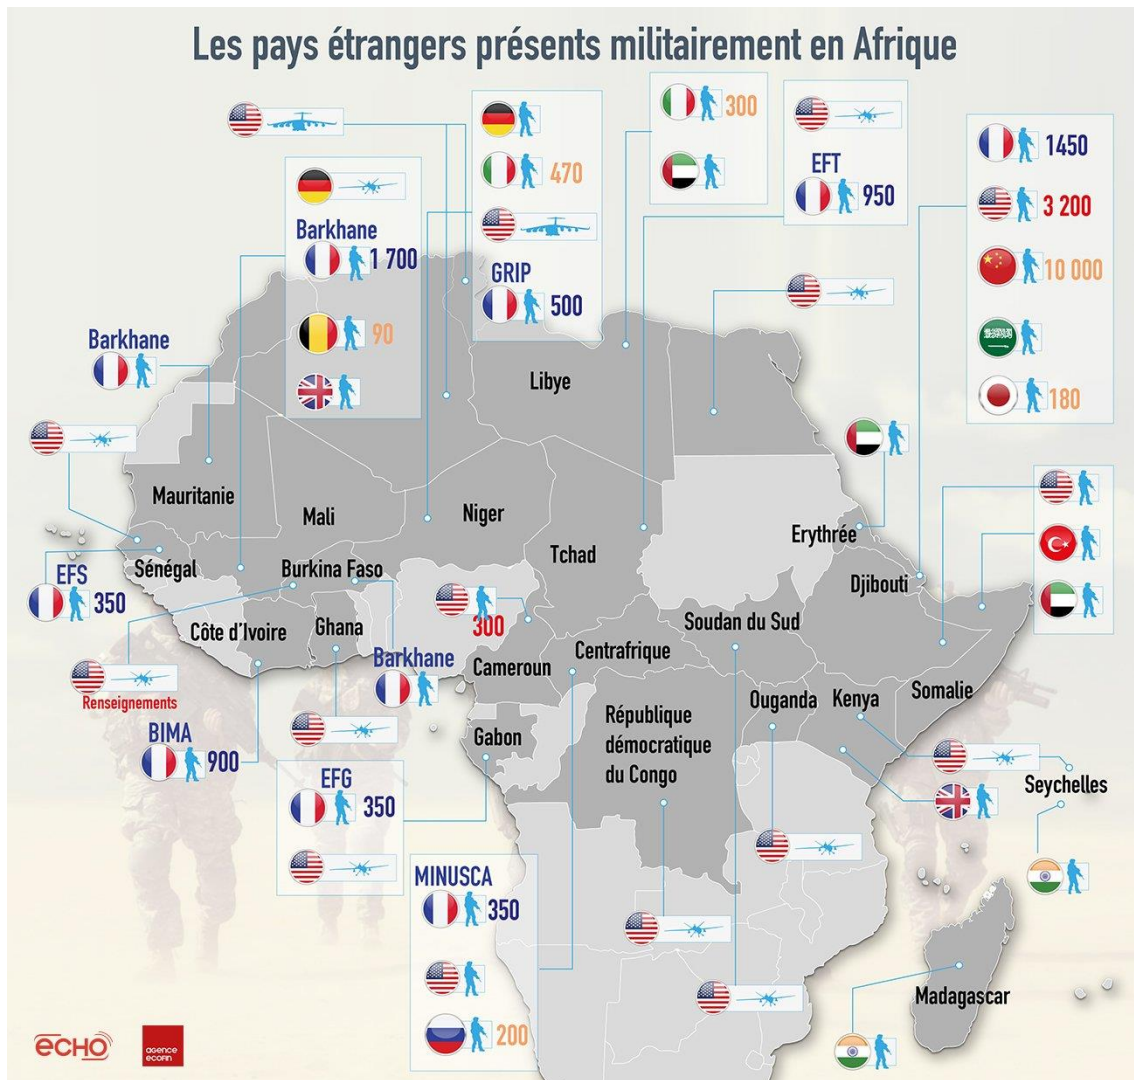 Les pays étrangers présents militairement en Afrique
300
470
EFT
950
1450
3 200
10 000
180
Barkhane
1 700
90
GRIP
500
Barkhane
Libye
Mauritanie
Mali
Niger
Tchad
Erythrée
Djibouti
Sénégal
Burkina Faso
EFS
350
Côte d'Ivoire
Ghana
300
Soudan du Sud
Centrafrique
Cameroun
Barkhane
Renseignements
BIMA
900
Gabon
République
démocratique
du Congo
Ouganda
Kenya
Somalie
Seychelles
EFG
350
MINUSCA
350
200
Madagascar
ECHO
agence
ecofin